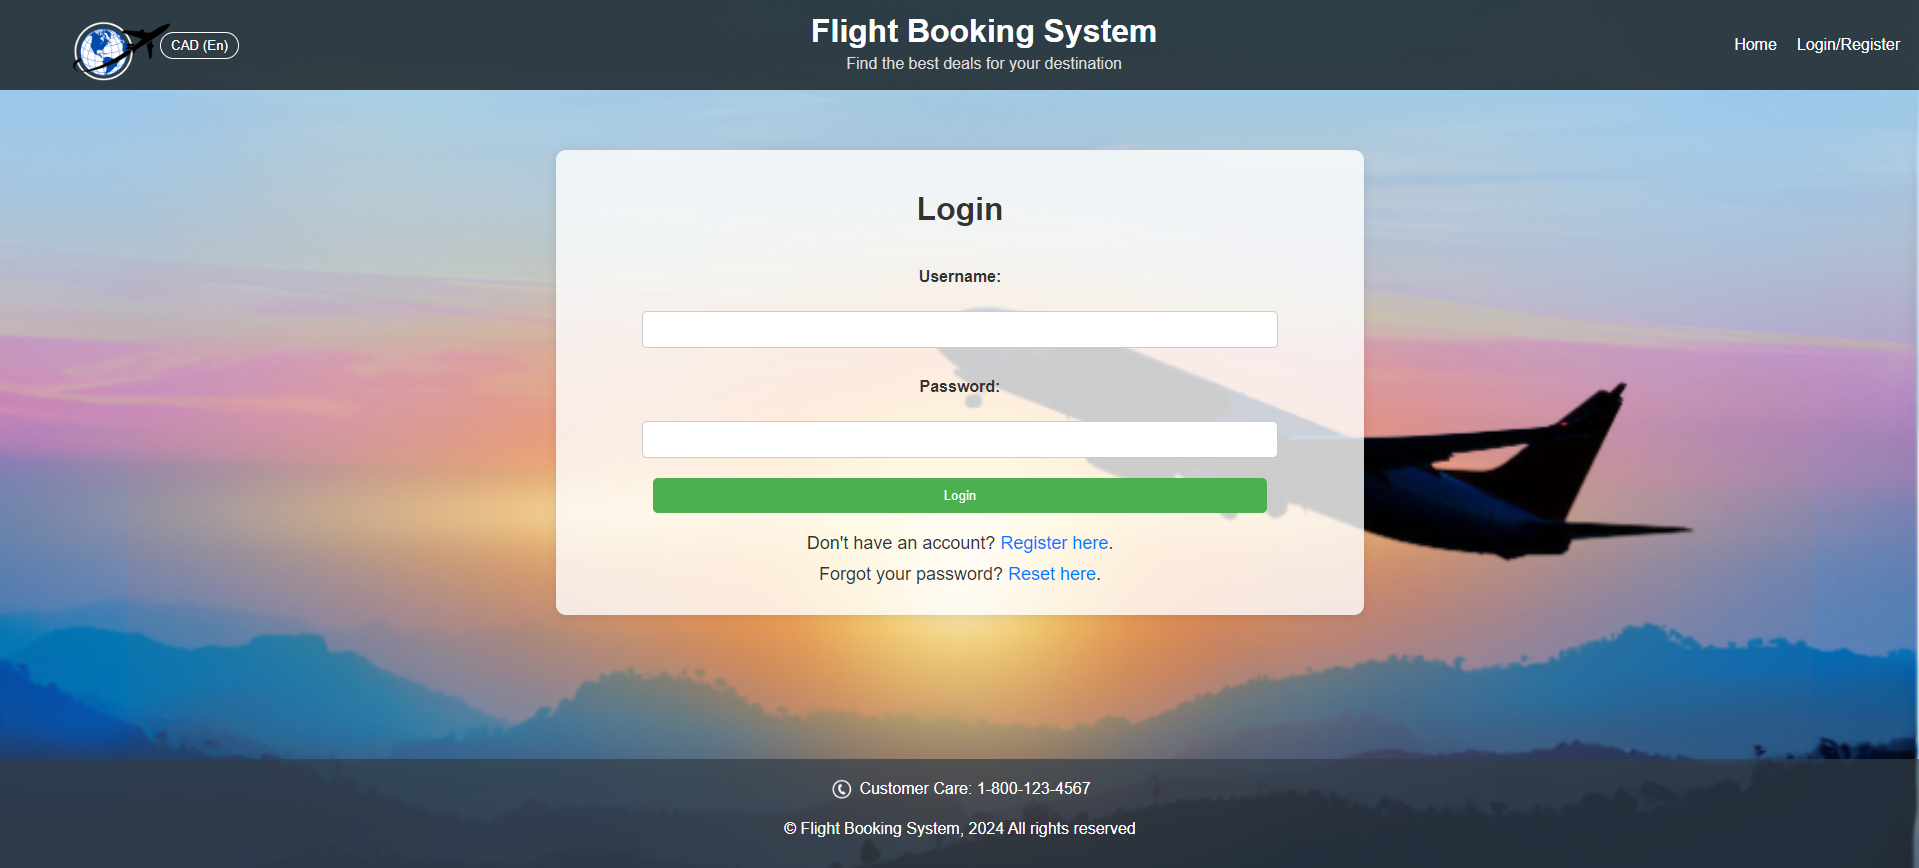 CAD (En)
Flight Booking System
Find the best deals for your destination
Home
Login/Register
Login
Username:
Password:
Login
Don't have an account? Register here.
Forgot your password? Reset here.
Customer Care: 1-800-123-4567
© Flight Booking System, 2024 All rights reserved